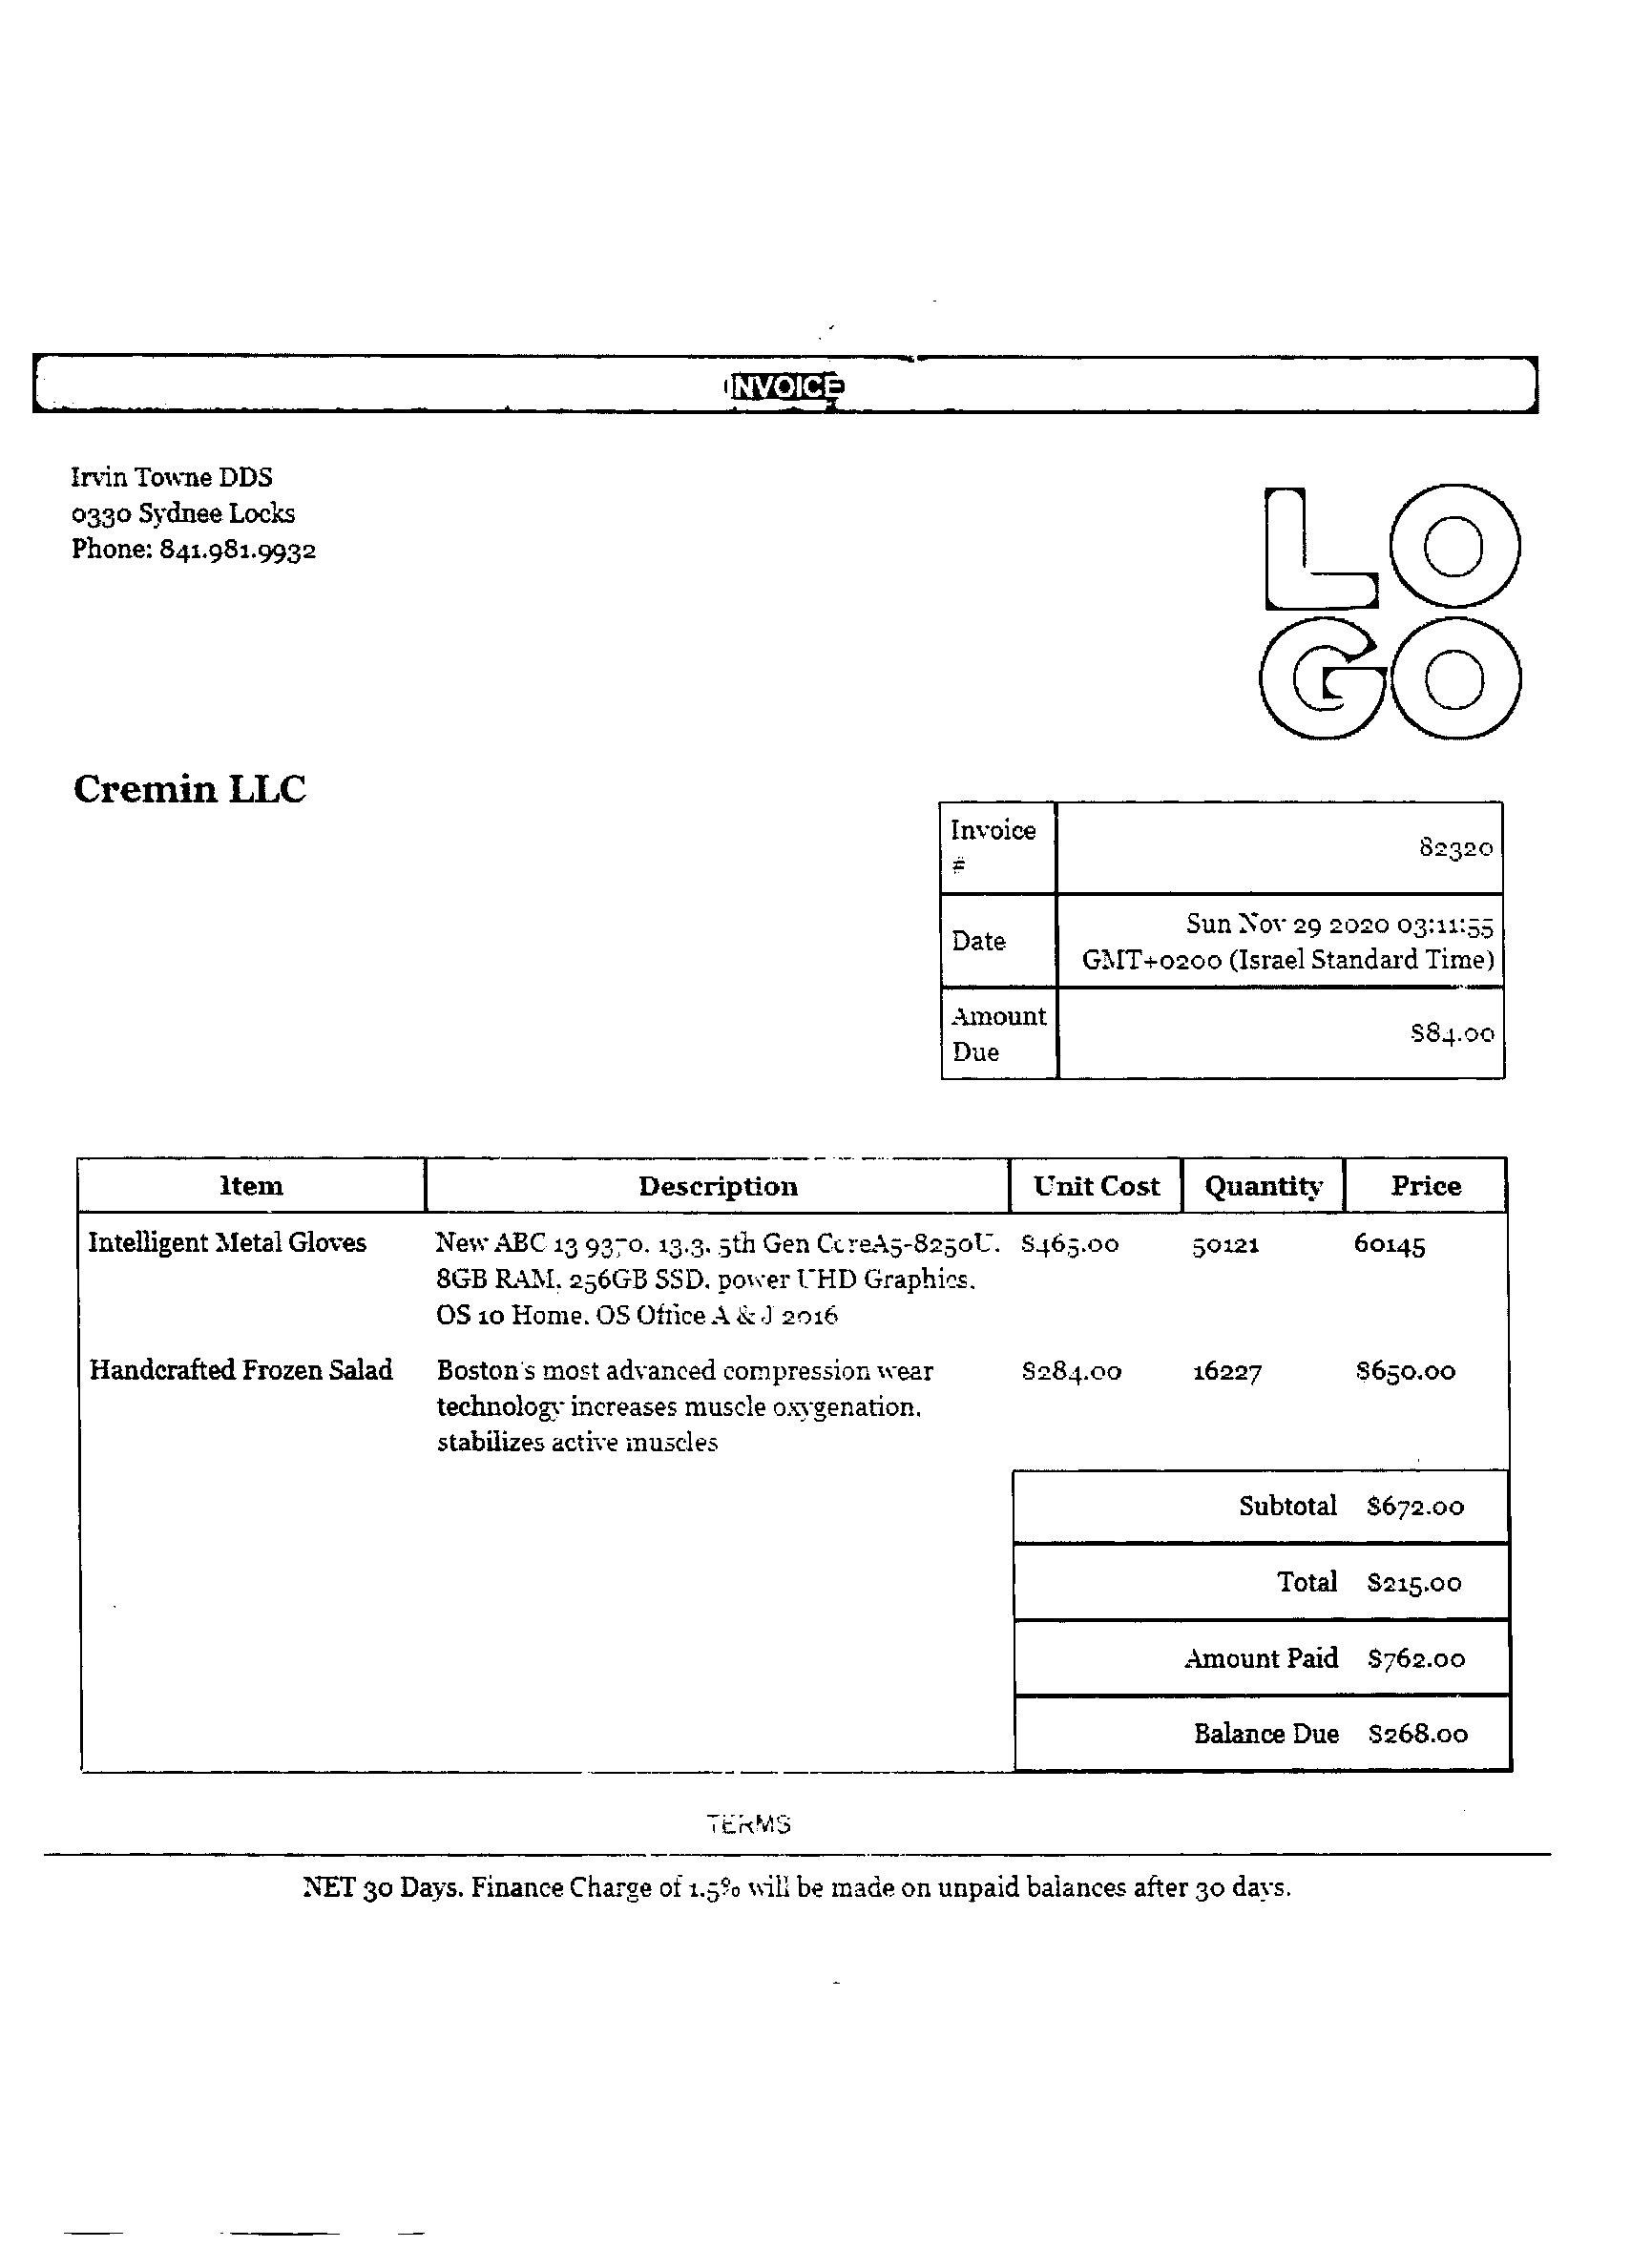 INVOICE
Irvin Towne DDS
0330 Sydnee Locks
Phone: 841.981.9932
LO
GO
Cremin LLC
Invoice # 82320
Date Sun Nov 29 2020 03:11:55
GMT+0200 (Israel Standard Time)
Amount Due $84.00
Item Description Unit Cost Quantity Price
Intelligent Metal Gloves New ABC 13 9370, 13.3, 5th Gen CoreA5-8250U, $465.00 50121 60145
8GB RAM, 256GB SSD, power UHD Graphics,
OS 10 Home, OS Office A & J 2016
Handcrafted Frozen Salad Boston's most advanced compression wear $284.00 16227 $650.00
technology increases muscle oxygenation,
stabilizes active muscles
Subtotal $672.00
Total $215.00
Amount Paid $762.00
Balance Due $268.00
TERMS
NET 30 Days. Finance Charge of 1.5% will be made on unpaid balances after 30 days.